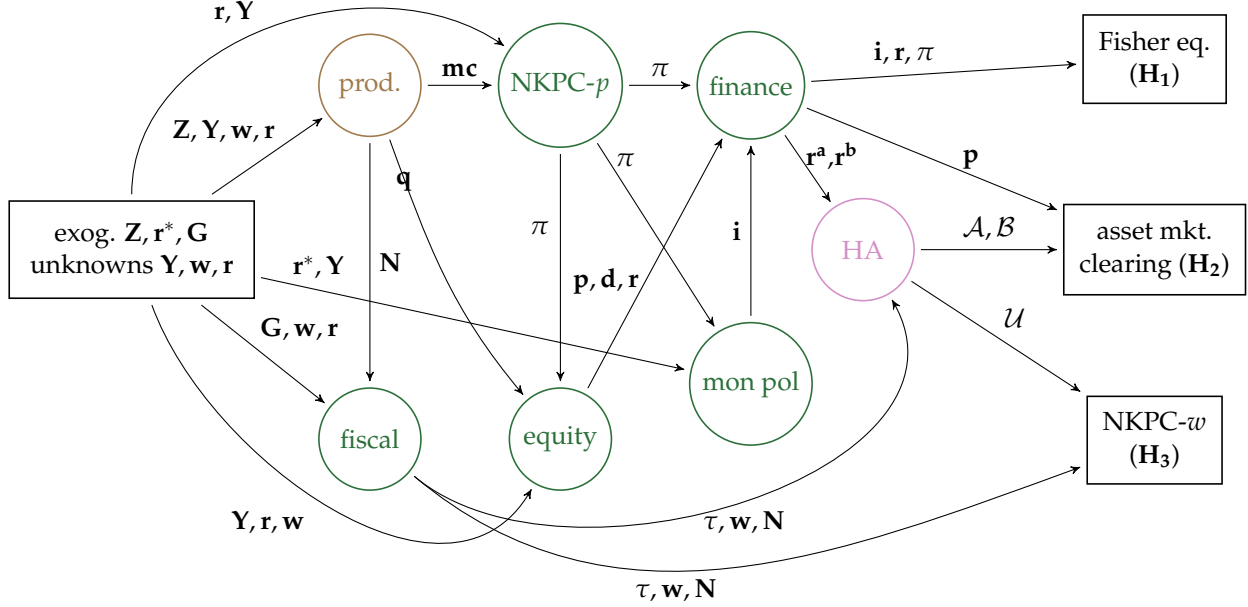 r, Y
mc
π
i, r, π
Fisher eq.
(H₁)
prod.
NKPC-p
finance
Z, Y, w, r
π
rᵃ,rᵇ
p
q
exog. Z, r*, G
unknowns Y, w, r
π
i
HA
𝒜, ℬ
asset mkt.
clearing (H₂)
r*, Y
N
p, d, r
G, w, r
𝒰
mon pol
fiscal
equity
NKPC-w
(H₃)
Y, r, w
τ, w, N
τ, w, N